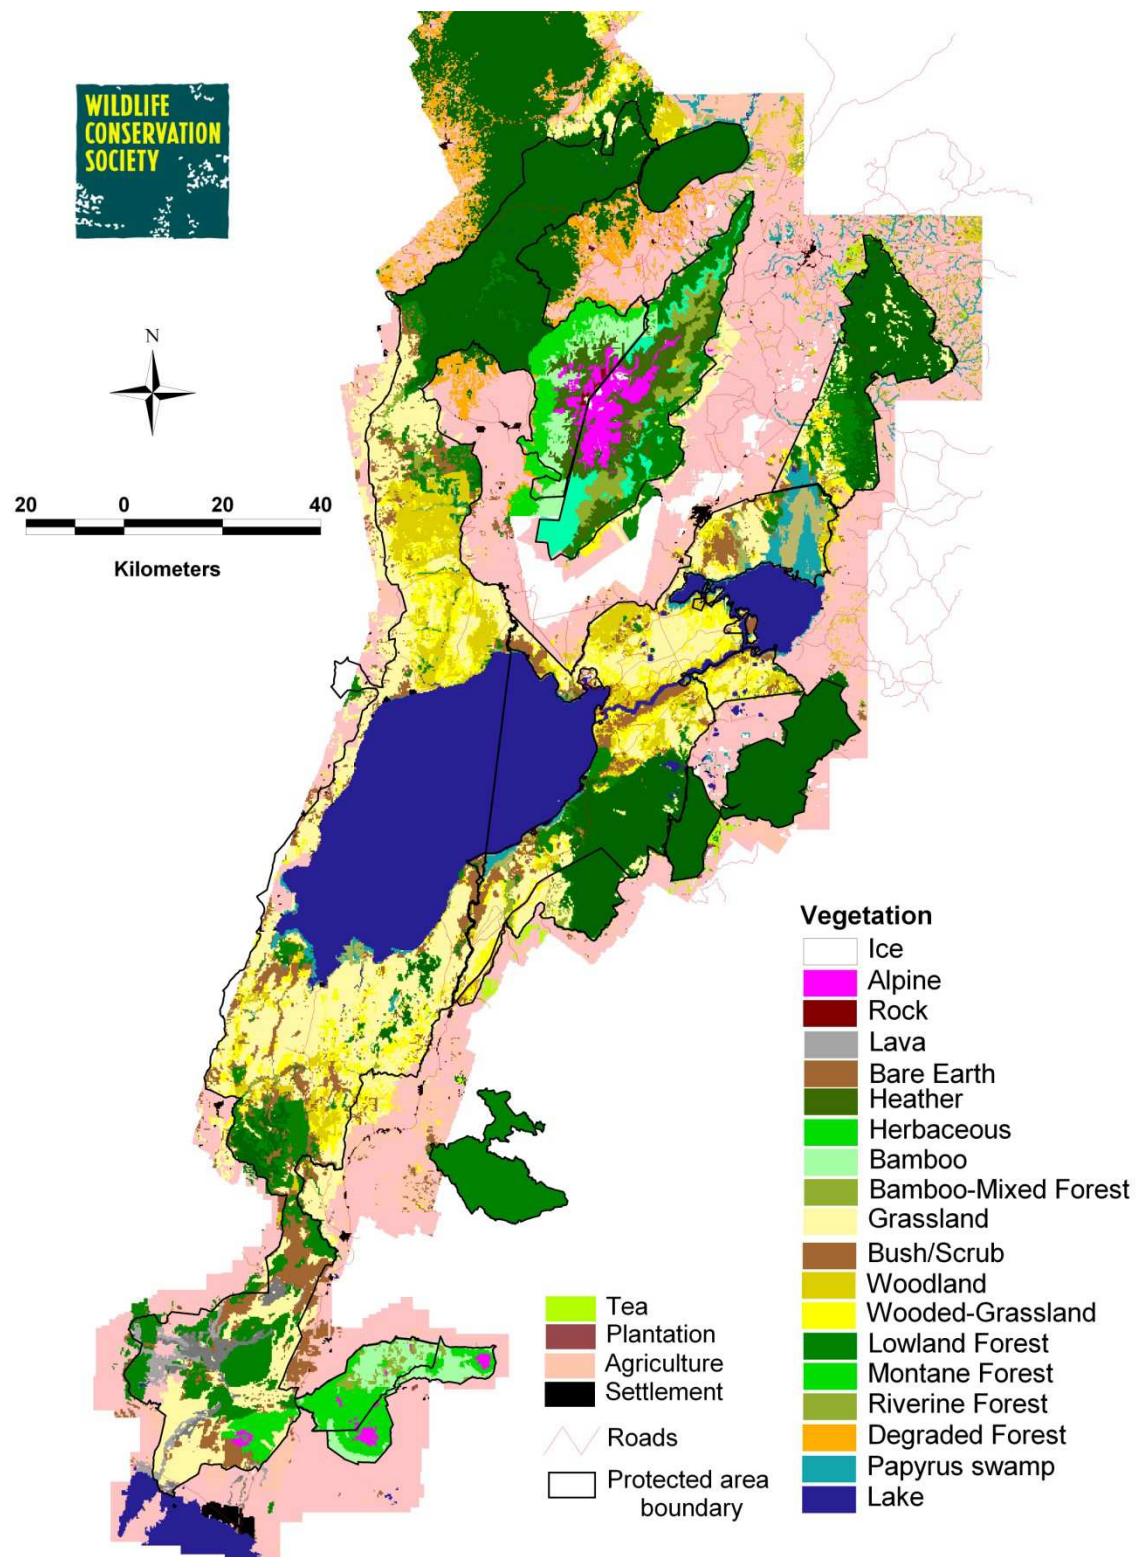 WILDLIFE
CONSERVATION
SOCIETY
N
20 0 20 40
Kilometers
Vegetation
Ice
Alpine
Rock
Lava
Bare Earth
Heather
Herbaceous
Bamboo
Bamboo-Mixed Forest
Grassland
Bush/Scrub
Woodland
Wooded-Grassland
Lowland Forest
Montane Forest
Riverine Forest
Degraded Forest
Papyrus swamp
Lake
Tea
Plantation
Agriculture
Settlement
Roads
Protected area
boundary